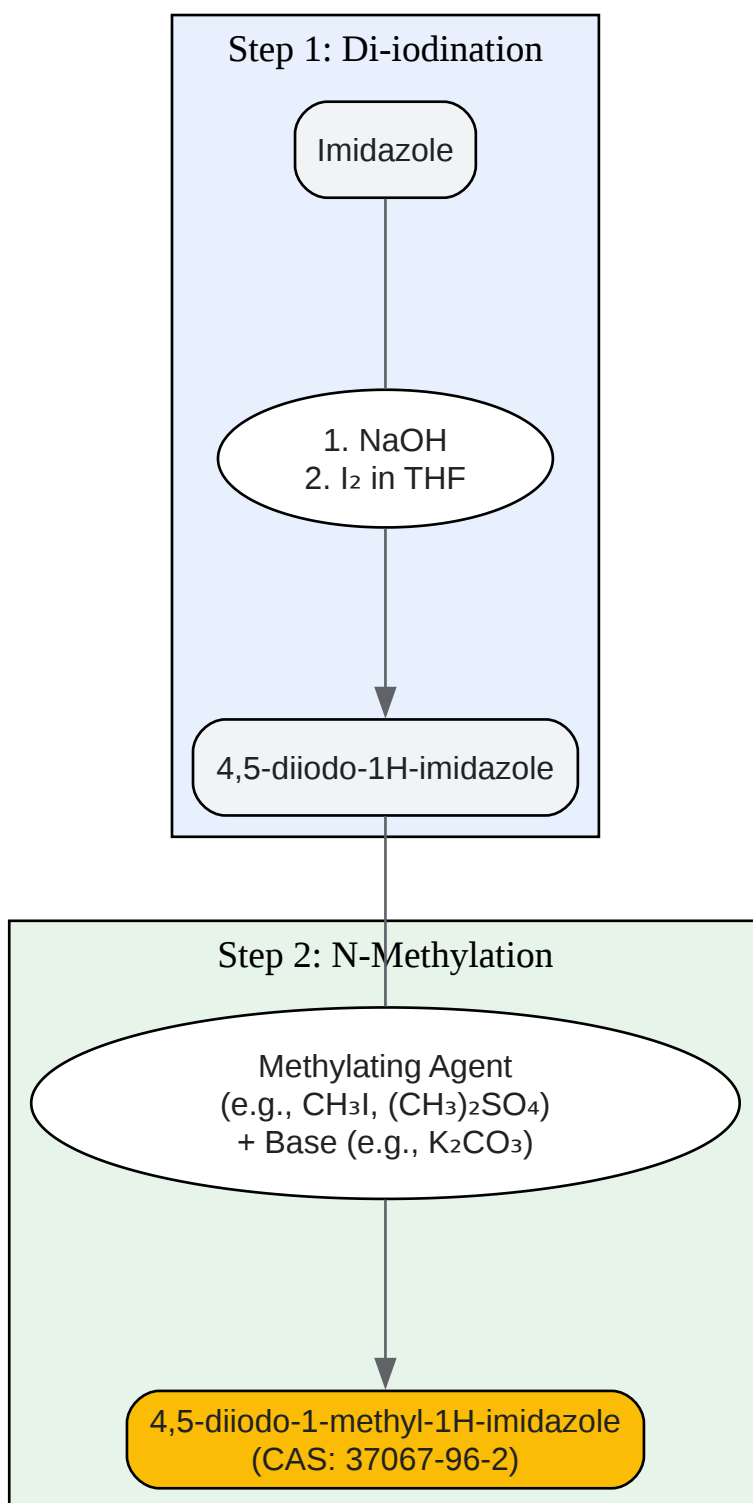 Step 1: Di-iodination
Imidazole
1. NaOH
2. I₂ in THF
4,5-diiodo-1H-imidazole
Step 2: N-Methylation
Methylating Agent
(e.g., CH₃I, (CH₃)₂SO₄)
+ Base (e.g., K₂CO₃)
4,5-diiodo-1-methyl-1H-imidazole
(CAS: 37067-96-2)